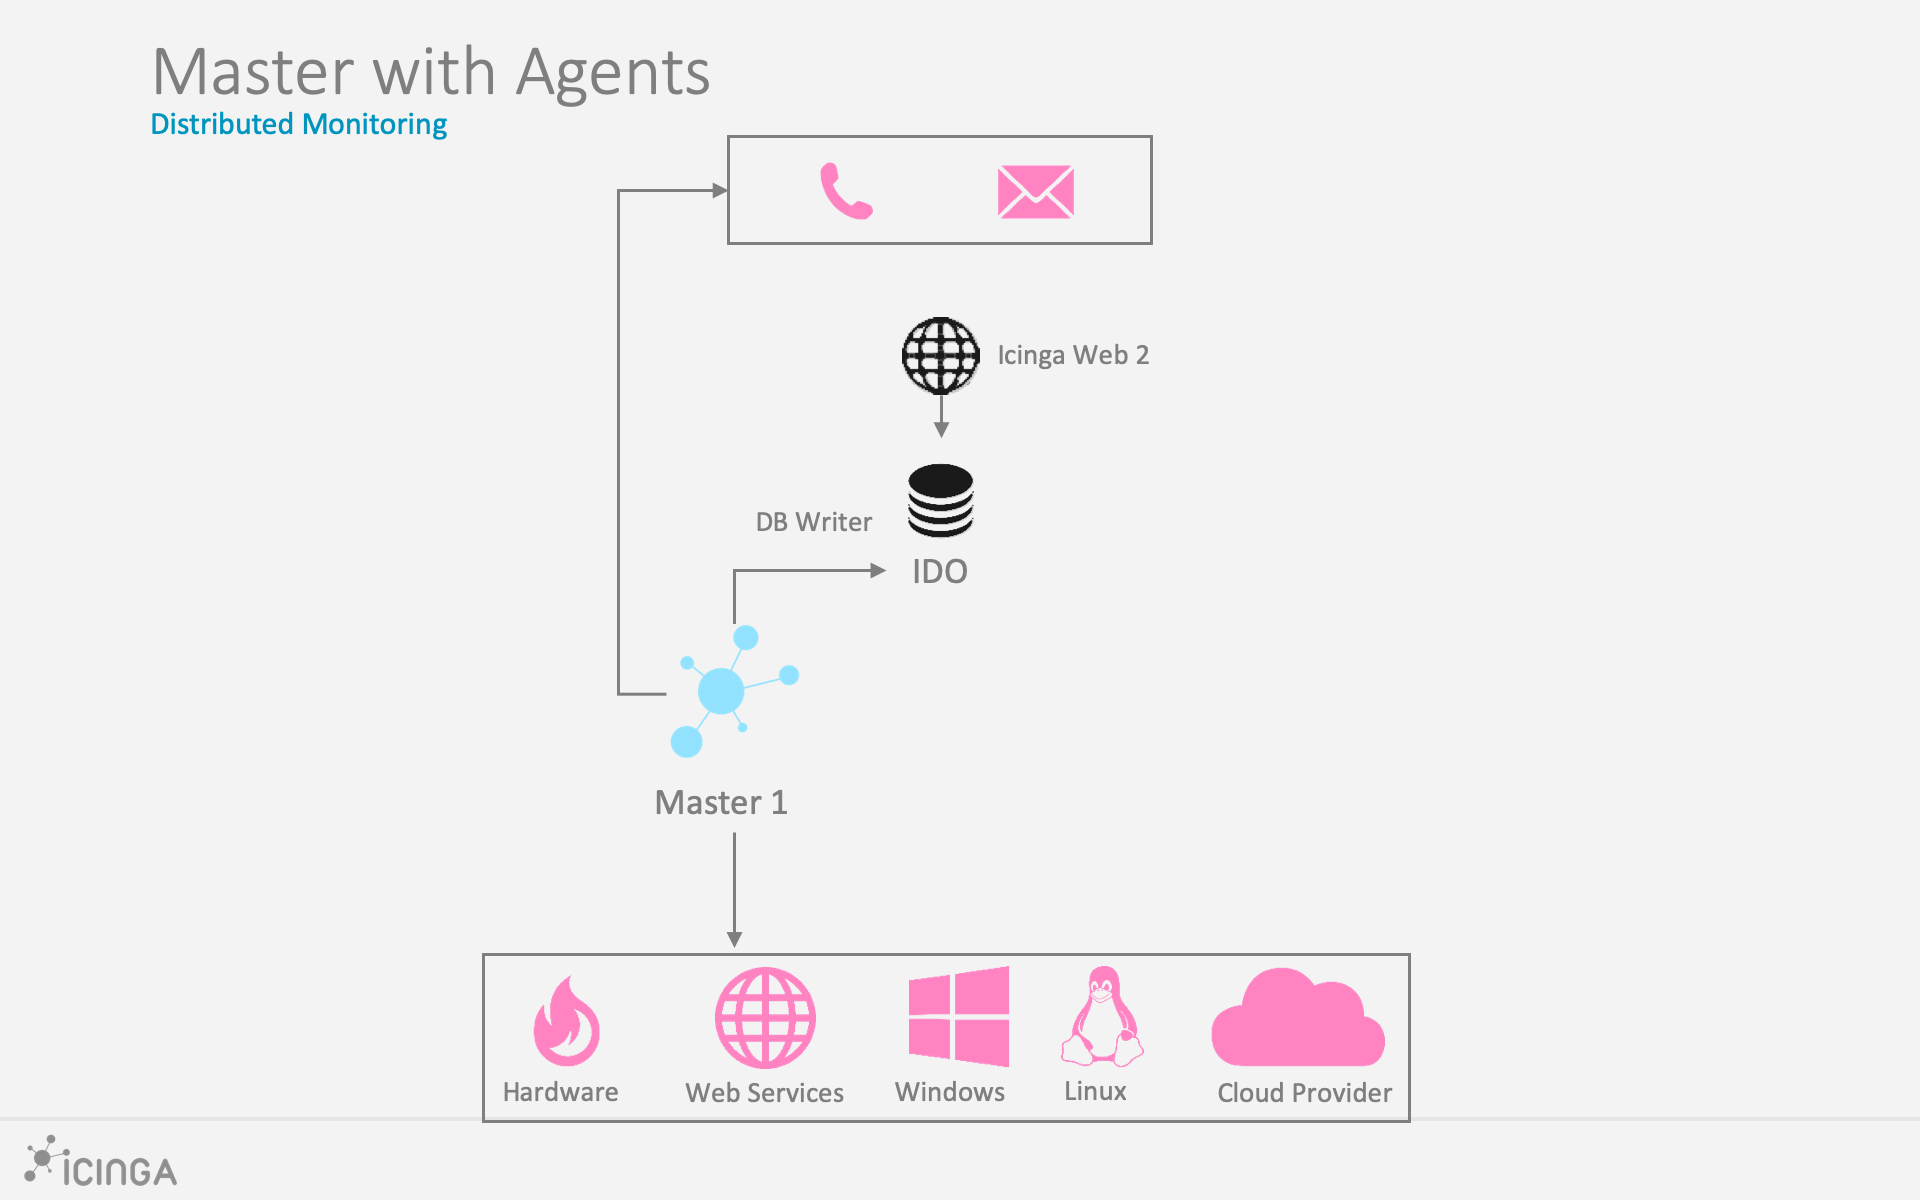 Master with Agents
Distributed Monitoring
Icinga Web 2
DB Writer
IDO
Master 1
Hardware
Web Services
Windows
Linux
Cloud Provider
ICINGA